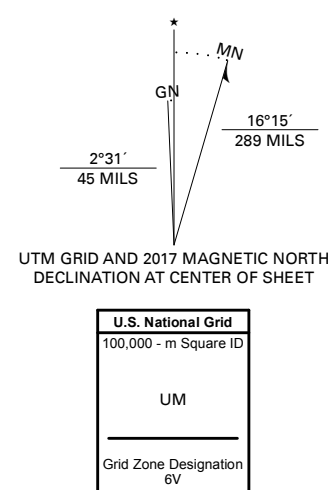 ★
MN
GN
16°15´
289 MILS
2°31´
45 MILS
UTM GRID AND 2017 MAGNETIC NORTH
DECLINATION AT CENTER OF SHEET
U.S. National Grid
100,000 - m Square ID
UM
Grid Zone Designation
6V